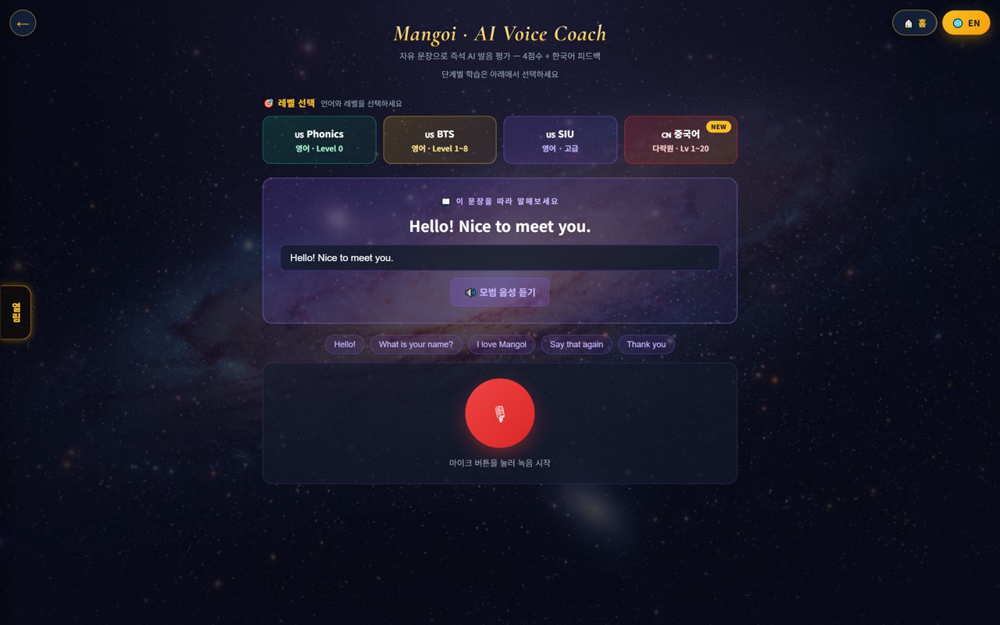 ←
🏠 홈
🌐 EN
Mangoi · AI Voice Coach
자유 문장으로 즉석 AI 발음 평가 — 4점수 + 한국어 피드백
단계별 학습은 아래에서 선택하세요
🎯 레벨 선택 언어와 레벨을 선택하세요
US Phonics
영어 · Level 0
US BTS
영어 · Level 1~8
US SIU
영어 · 고급
NEW
CN 중국어
다락원 · Lv 1~20
📖 이 문장을 따라 말해보세요
Hello! Nice to meet you.
Hello! Nice to meet you.
🔊 모범 음성 듣기
열림
Hello!
What is your name?
I love Mangoi
Say that again
Thank you
마이크 버튼을 눌러 녹음 시작